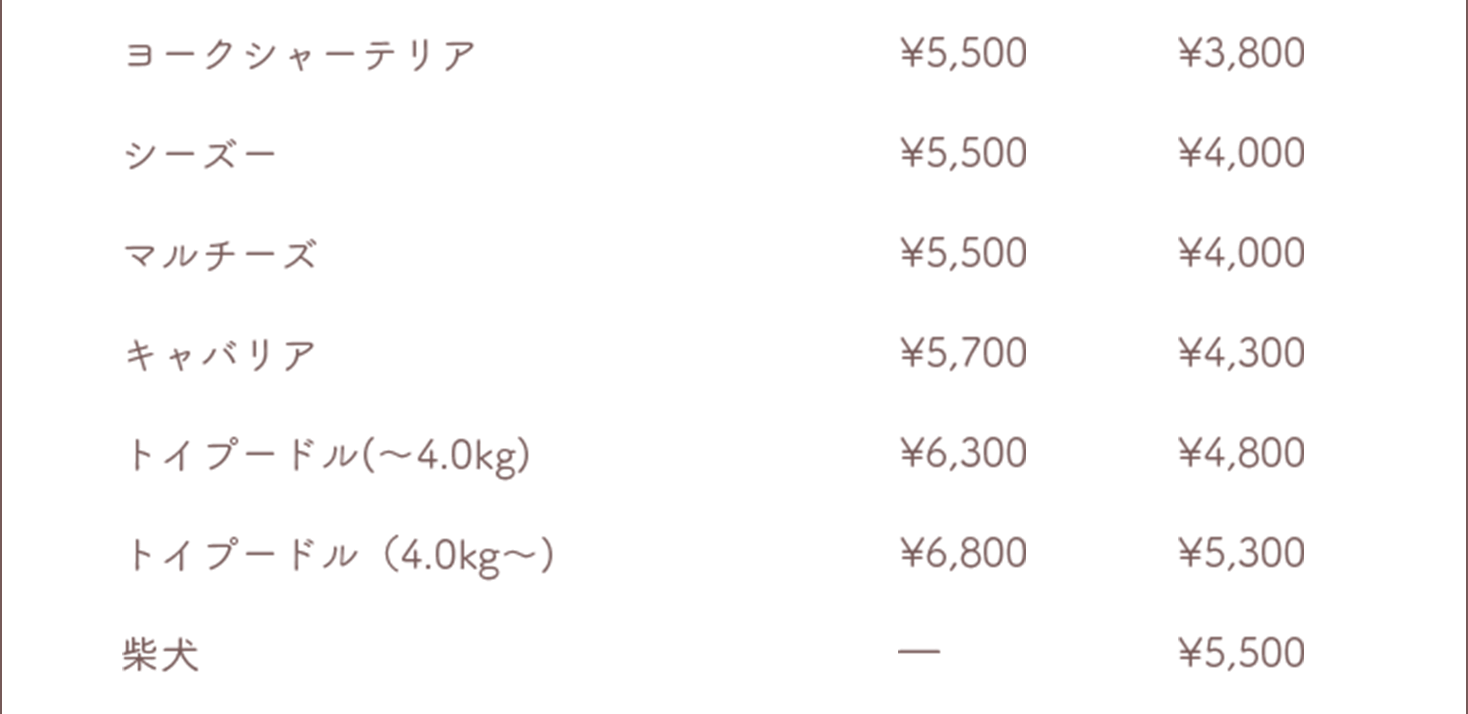 ヨークシャーテリア ¥5,500 ¥3,800
シーズー ¥5,500 ¥4,000
マルチーズ ¥5,500 ¥4,000
キャバリア ¥5,700 ¥4,300
トイプードル(〜4.0kg) ¥6,300 ¥4,800
トイプードル（4.0kg〜） ¥6,800 ¥5,300
柴犬 — ¥5,500